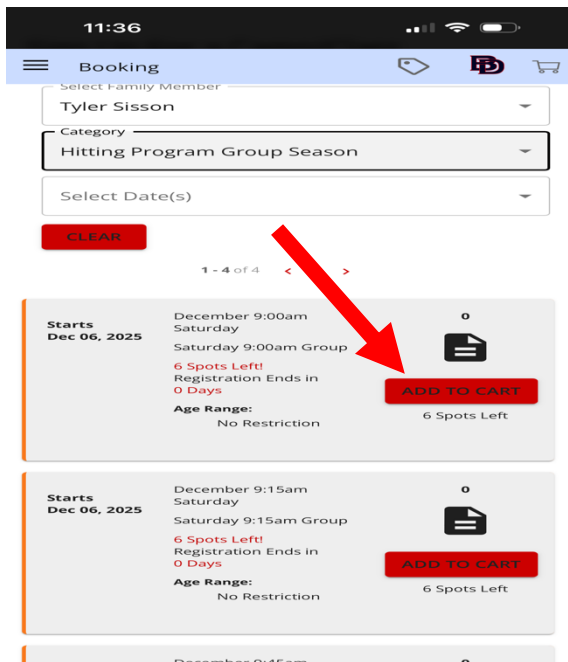 11:36
Booking
Select Family Member
Tyler Sisson
Category
Hitting Program Group Season
Select Date(s)
CLEAR
1 - 4 of 4 < >
Starts
Dec 06, 2025
December 9:00am
Saturday
Saturday 9:00am Group
6 Spots Left!
Registration Ends in
0 Days
Age Range:
No Restriction
0
ADD TO CART
6 Spots Left
Starts
Dec 06, 2025
December 9:15am
Saturday
Saturday 9:15am Group
6 Spots Left!
Registration Ends in
0 Days
Age Range:
No Restriction
0
ADD TO CART
6 Spots Left
December 9:45am
0